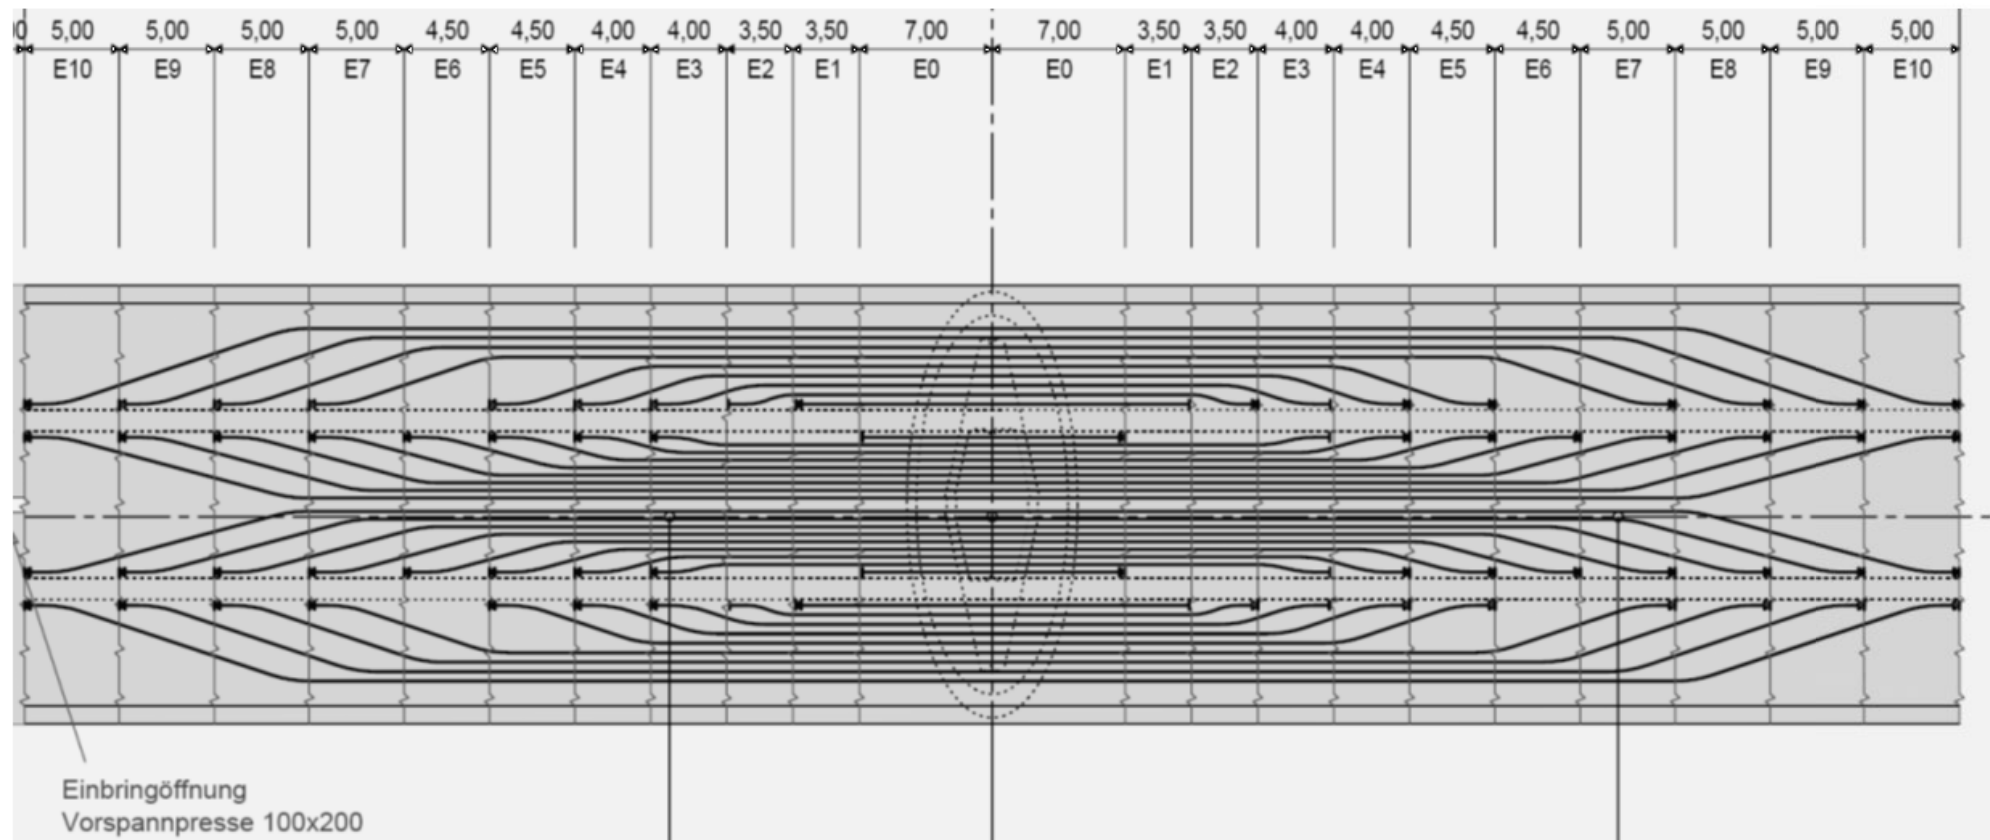 0 5,00 5,00 5,00 5,00 4,50 4,50 4,00 4,00 3,50 3,50 7,00 7,00 3,50 3,50 4,00 4,00 4,50 4,50 5,00 5,00 5,00 5,00
E10 E9 E8 E7 E6 E5 E4 E3 E2 E1 E0 E0 E1 E2 E3 E4 E5 E6 E7 E8 E9 E10
Einbringöffnung
Vorspannpresse 100x200